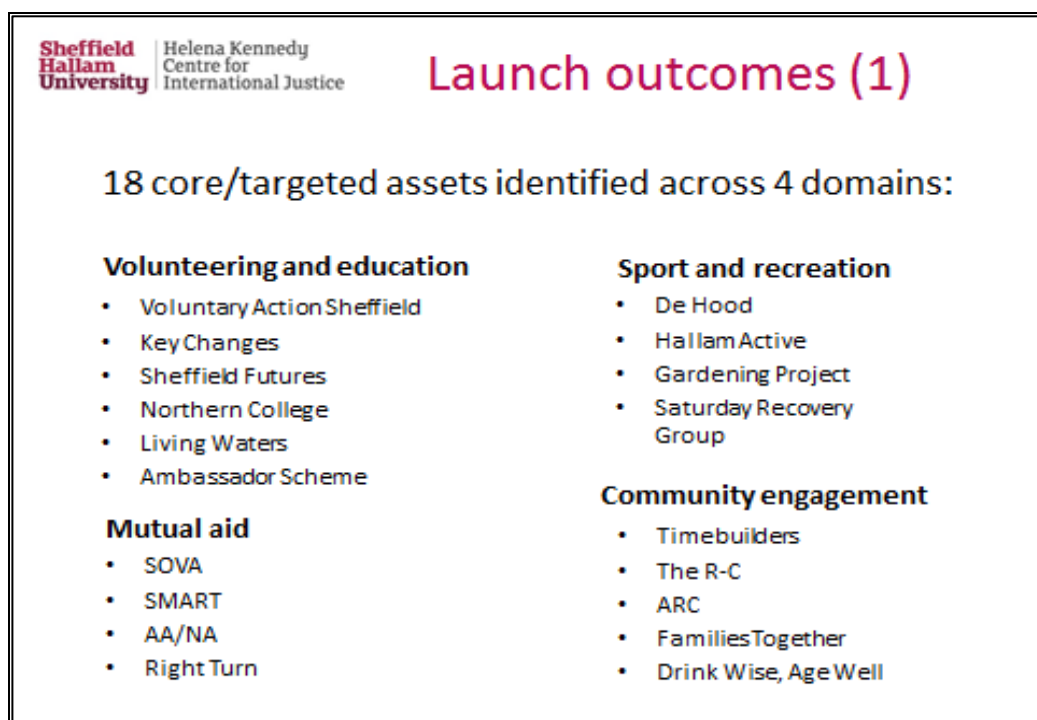 Sheffield
Hallam
University
Helena Kennedy
Centre for
International Justice
Launch outcomes (1)
18 core/targeted assets identified across 4 domains:
Volunteering and education
• Voluntary Action Sheffield
• Key Changes
• Sheffield Futures
• Northern College
• Living Waters
• Ambassador Scheme
Mutual aid
• SOVA
• SMART
• AA/NA
• Right Turn
Sport and recreation
• De Hood
• Hallam Active
• Gardening Project
• Saturday Recovery
Group
Community engagement
• Timebuilders
• The R-C
• ARC
• Families Together
• Drink Wise, Age Well